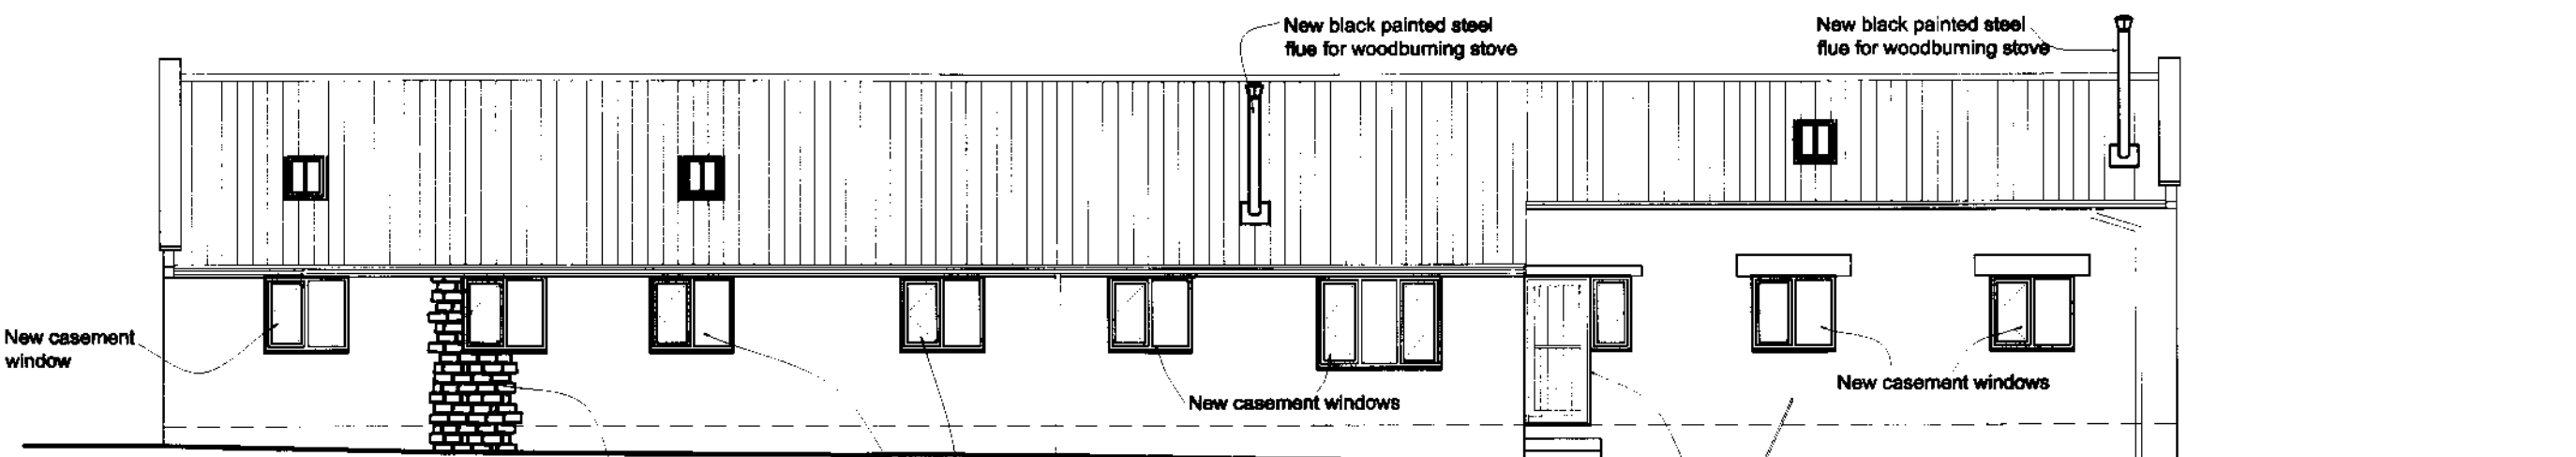 New black painted steel
flue for woodburning stove
New black painted steel
flue for woodburning stove
New casement
window
New casement windows
New casement windows